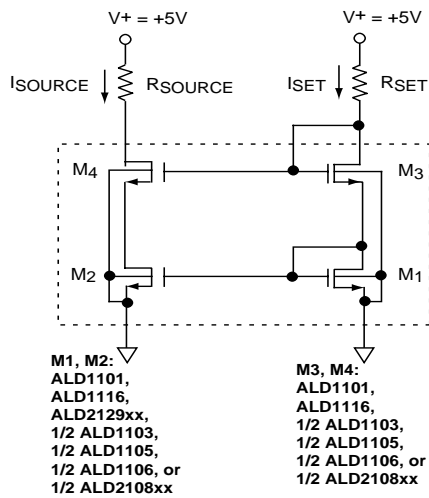 V+ = +5V
V+ = +5V
ISOURCE
RSOURCE
ISET
RSET
M4
M3
M2
M1
M1, M2:
ALD1101,
ALD1116,
ALD2129xx,
1/2 ALD1103,
1/2 ALD1105,
1/2 ALD1106, or
1/2 ALD2108xx
M3, M4:
ALD1101,
ALD1116,
1/2 ALD1103,
1/2 ALD1105,
1/2 ALD1106, or
1/2 ALD2108xx